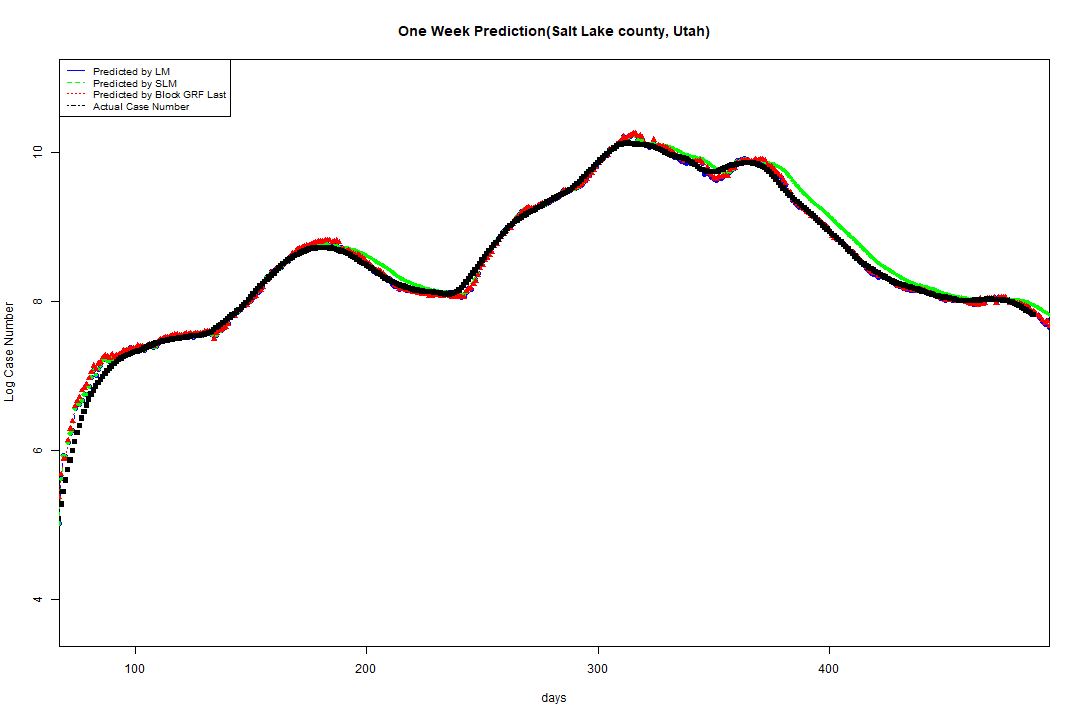 One Week Prediction(Salt Lake county, Utah)
Predicted by LM
Predicted by SLM
Predicted by Block GRF Last
Actual Case Number
10
8
6
4
Log Case Number
100 200 300 400
days